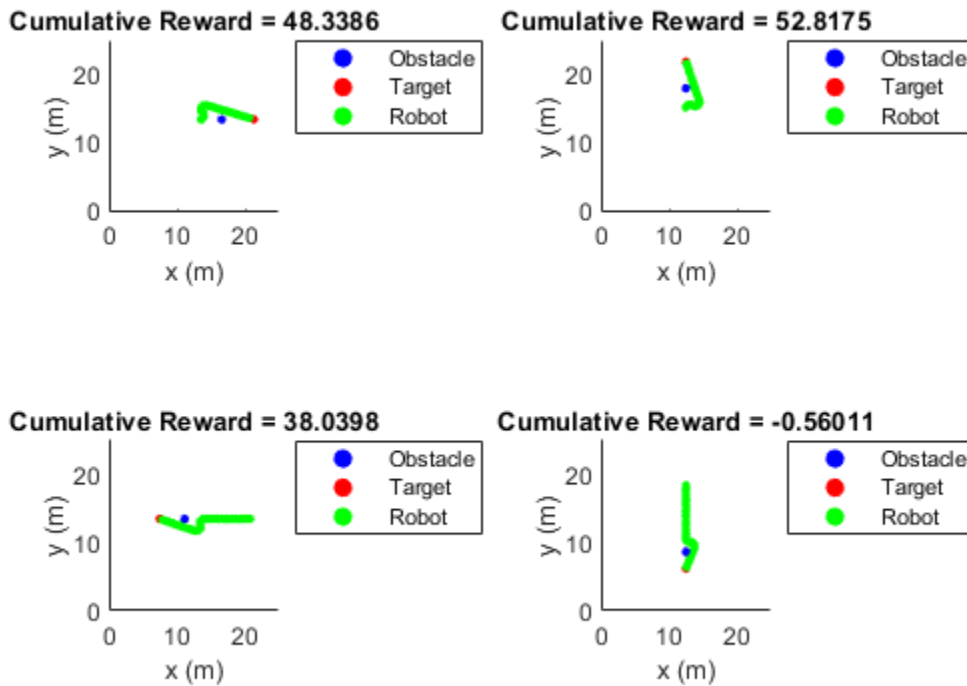 Cumulative Reward = 48.3386
Obstacle
Target
Robot
20
10
0
y (m)
0 10 20
x (m)
Cumulative Reward = 52.8175
Obstacle
Target
Robot
20
10
0
y (m)
0 10 20
x (m)
Cumulative Reward = 38.0398
Obstacle
Target
Robot
20
10
0
y (m)
0 10 20
x (m)
Cumulative Reward = -0.56011
Obstacle
Target
Robot
20
10
0
y (m)
0 10 20
x (m)